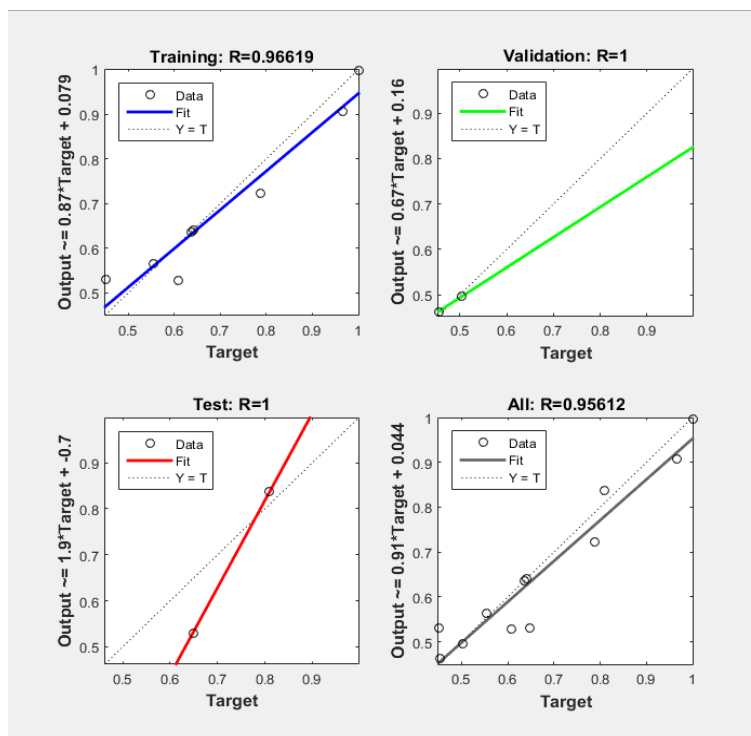 Training: R=0.96619
Output ~= 0.87*Target + 0.079
1
0.9
0.8
0.7
0.6
0.5
Data
Fit
Y = T
0.5 0.6 0.7 0.8 0.9 1
Target
Validation: R=1
Output ~= 0.67*Target + 0.16
0.9
0.8
0.7
0.6
0.5
Data
Fit
Y = T
0.5 0.6 0.7 0.8 0.9
Target
Test: R=1
Output ~= 1.9*Target + -0.7
0.9
0.8
0.7
0.6
0.5
Data
Fit
Y = T
0.5 0.6 0.7 0.8 0.9
Target
All: R=0.95612
Output ~= 0.91*Target + 0.044
1
0.9
0.8
0.7
0.6
0.5
Data
Fit
Y = T
0.5 0.6 0.7 0.8 0.9 1
Target